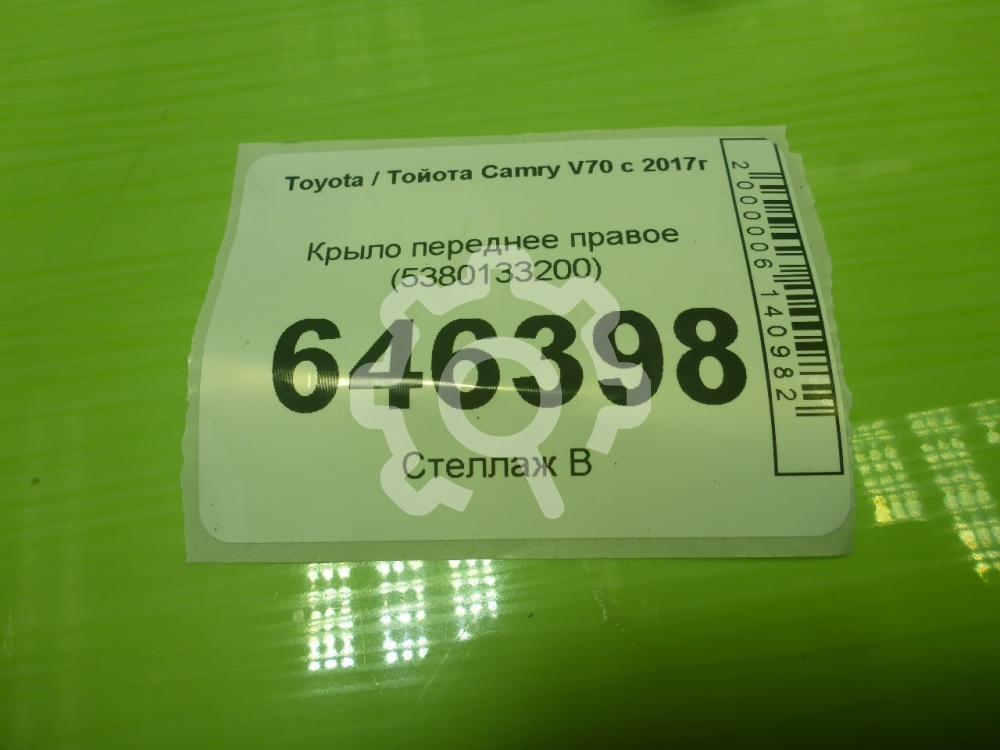 Toyota / Тойота Camry V70 с 2017г
Крыло переднее правое
(5380133200)
646398
Стеллаж В
2000006140982